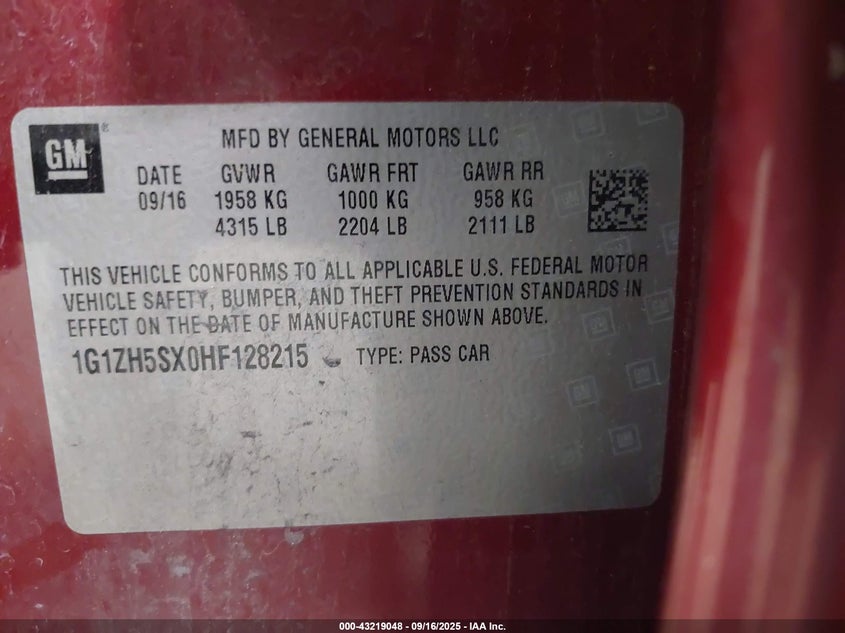 GM ®
MFD BY GENERAL MOTORS LLC
DATE GVWR GAWR FRT GAWR RR
09/16 1958 KG 1000 KG 958 KG
4315 LB 2204 LB 2111 LB
THIS VEHICLE CONFORMS TO ALL APPLICABLE U.S. FEDERAL MOTOR
VEHICLE SAFETY, BUMPER, AND THEFT PREVENTION STANDARDS IN
EFFECT ON THE DATE OF MANUFACTURE SHOWN ABOVE.
1G1ZH5SX0HF128215 TYPE: PASS CAR
000-43219048 - 09/16/2025 - IAA Inc.